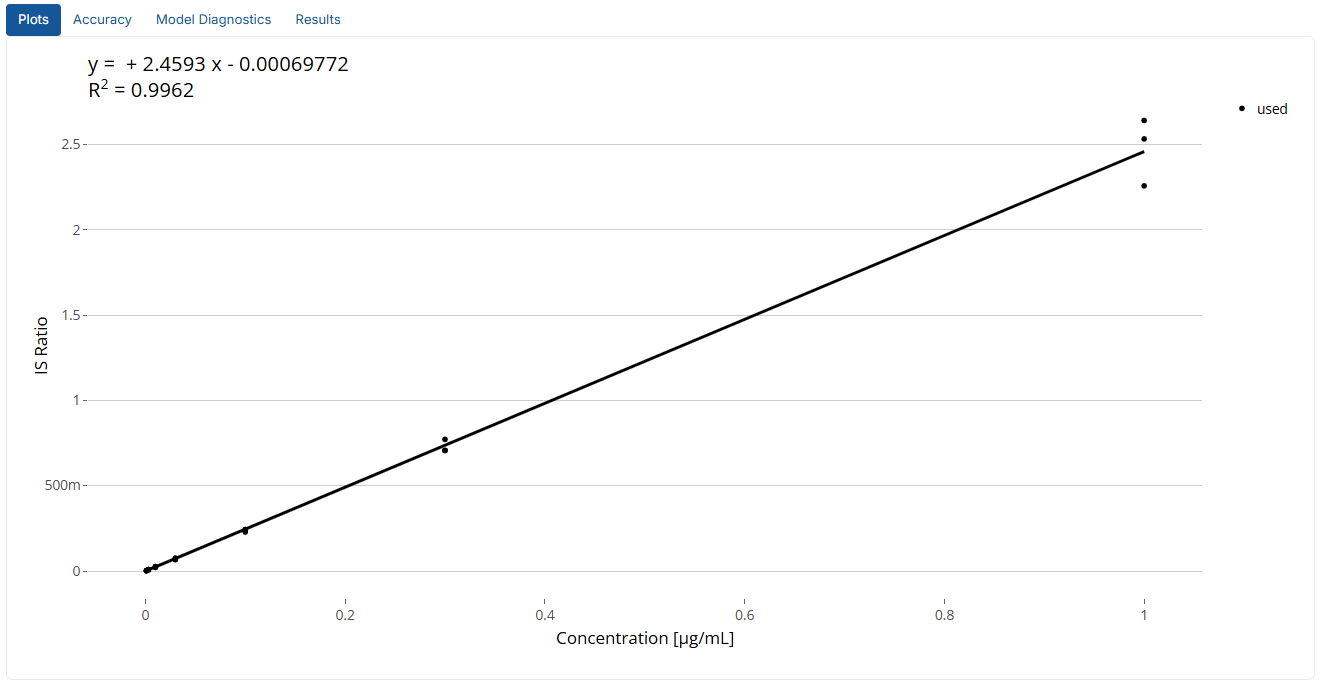 Plots Accuracy Model Diagnostics Results
y = + 2.4593 x - 0.00069772
R² = 0.9962
used
2.5
2
1.5
1
500m
0
IS Ratio
0 0.2 0.4 0.6 0.8 1
Concentration [µg/mL]